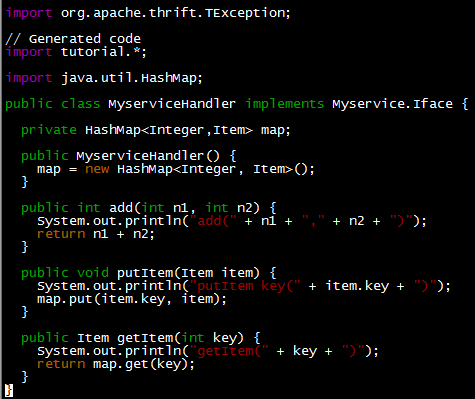 import org.apache.thrift.TException;
// Generated code
import tutorial.*;
import java.util.HashMap;
public class MyserviceHandler implements Myservice.Iface {
private HashMap<Integer,Item> map;
public MyserviceHandler() {
map = new HashMap<Integer, Item>();
}
public int add(int n1, int n2) {
System.out.println("add(" + n1 + "," + n2 + ")");
return n1 + n2;
}
public void putItem(Item item) {
System.out.println("putItem key(" + item.key + ")");
map.put(item.key, item);
}
public Item getItem(int key) {
System.out.println("getItem(" + key + ")");
return map.get(key);
}
}